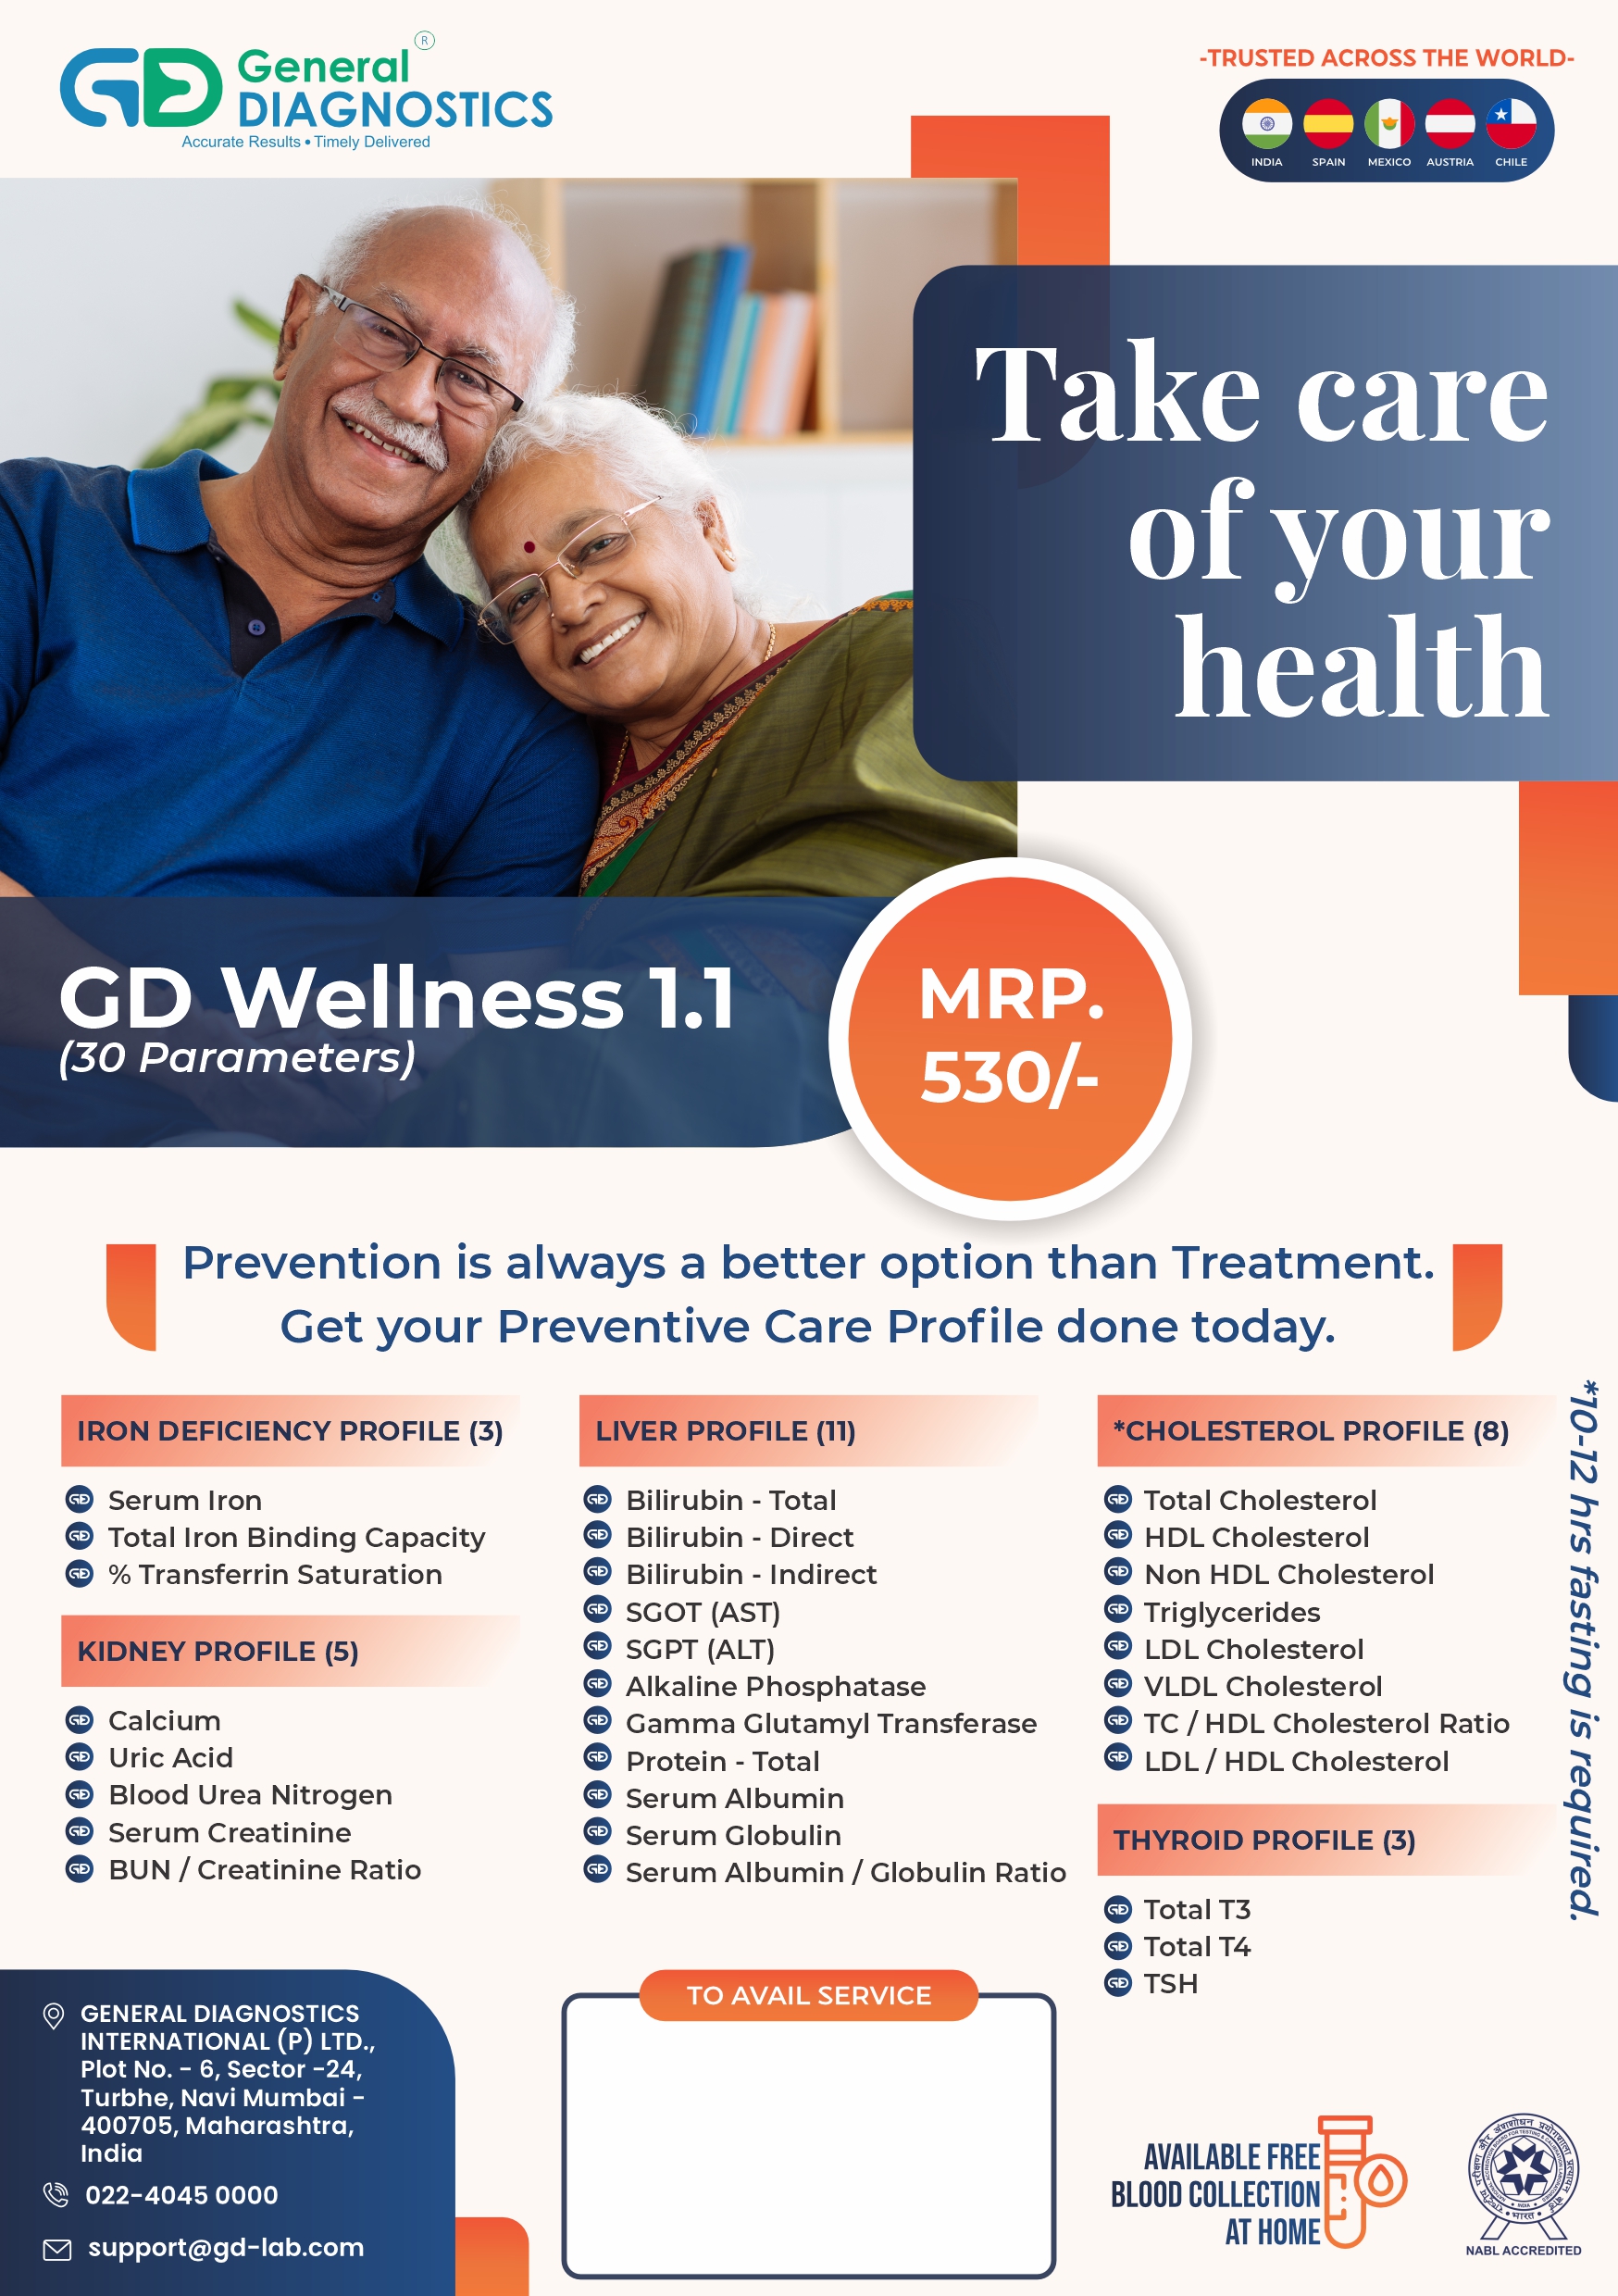 GD General ®
DIAGNOSTICS
Accurate Results • Timely Delivered
-TRUSTED ACROSS THE WORLD-
INDIA SPAIN MEXICO AUSTRIA CHILE
Take care
of your
health
GD Wellness 1.1
(30 Parameters)
MRP.
530/-
Prevention is always a better option than Treatment.
Get your Preventive Care Profile done today.
IRON DEFICIENCY PROFILE (3)
Serum Iron
Total Iron Binding Capacity
% Transferrin Saturation
KIDNEY PROFILE (5)
Calcium
Uric Acid
Blood Urea Nitrogen
Serum Creatinine
BUN / Creatinine Ratio
LIVER PROFILE (11)
Bilirubin - Total
Bilirubin - Direct
Bilirubin - Indirect
SGOT (AST)
SGPT (ALT)
Alkaline Phosphatase
Gamma Glutamyl Transferase
Protein - Total
Serum Albumin
Serum Globulin
Serum Albumin / Globulin Ratio
*CHOLESTEROL PROFILE (8)
Total Cholesterol
HDL Cholesterol
Non HDL Cholesterol
Triglycerides
LDL Cholesterol
VLDL Cholesterol
TC / HDL Cholesterol Ratio
LDL / HDL Cholesterol
THYROID PROFILE (3)
Total T3
Total T4
TSH
*10-12 hrs fasting is required.
GENERAL DIAGNOSTICS
INTERNATIONAL (P) LTD.,
Plot No. - 6, Sector -24,
Turbhe, Navi Mumbai -
400705, Maharashtra,
India
022-4045 0000
support@gd-lab.com
TO AVAIL SERVICE
AVAILABLE FREE
BLOOD COLLECTION
AT HOME
INDIA
भारत
NABL ACCREDITED